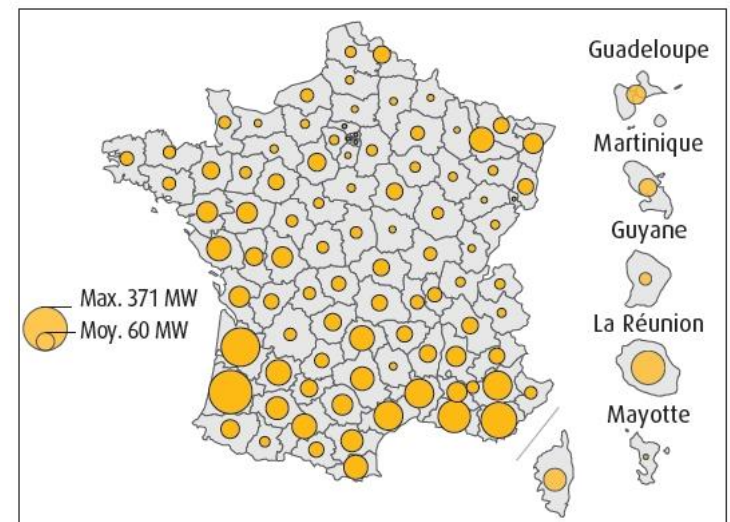 Guadeloupe
Martinique
Guyane
Max. 371 MW
Moy. 60 MW
La Réunion
Mayotte